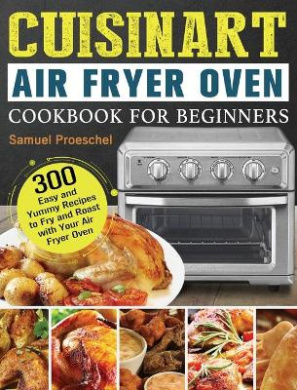 CUISINART
AIR FRYER OVEN
COOKBOOK FOR BEGINNERS
Samuel Proeschel
300
Easy and
Yummy Recipes
to Fry and Roast
with Your Air
Fryer Oven